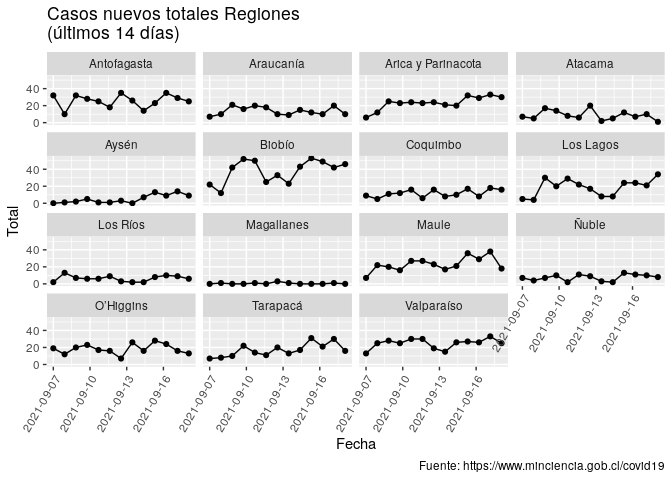 Casos nuevos totales Regiones
(últimos 14 días)
Antofagasta
Araucanía
Arica y Parinacota
Atacama
40
20
0
Aysén
Biobío
Coquimbo
Los Lagos
40
20
0
Los Ríos
Magallanes
Maule
Ñuble
40
20
0
O'Higgins
Tarapacá
Valparaíso
40
20
0
2021-09-07
2021-09-10
2021-09-13
2021-09-16
2021-09-07
2021-09-10
2021-09-13
2021-09-16
2021-09-07
2021-09-10
2021-09-13
2021-09-16
2021-09-07
2021-09-10
2021-09-13
2021-09-16
Total
Fecha
Fuente: https://www.minciencia.gob.cl/covid19